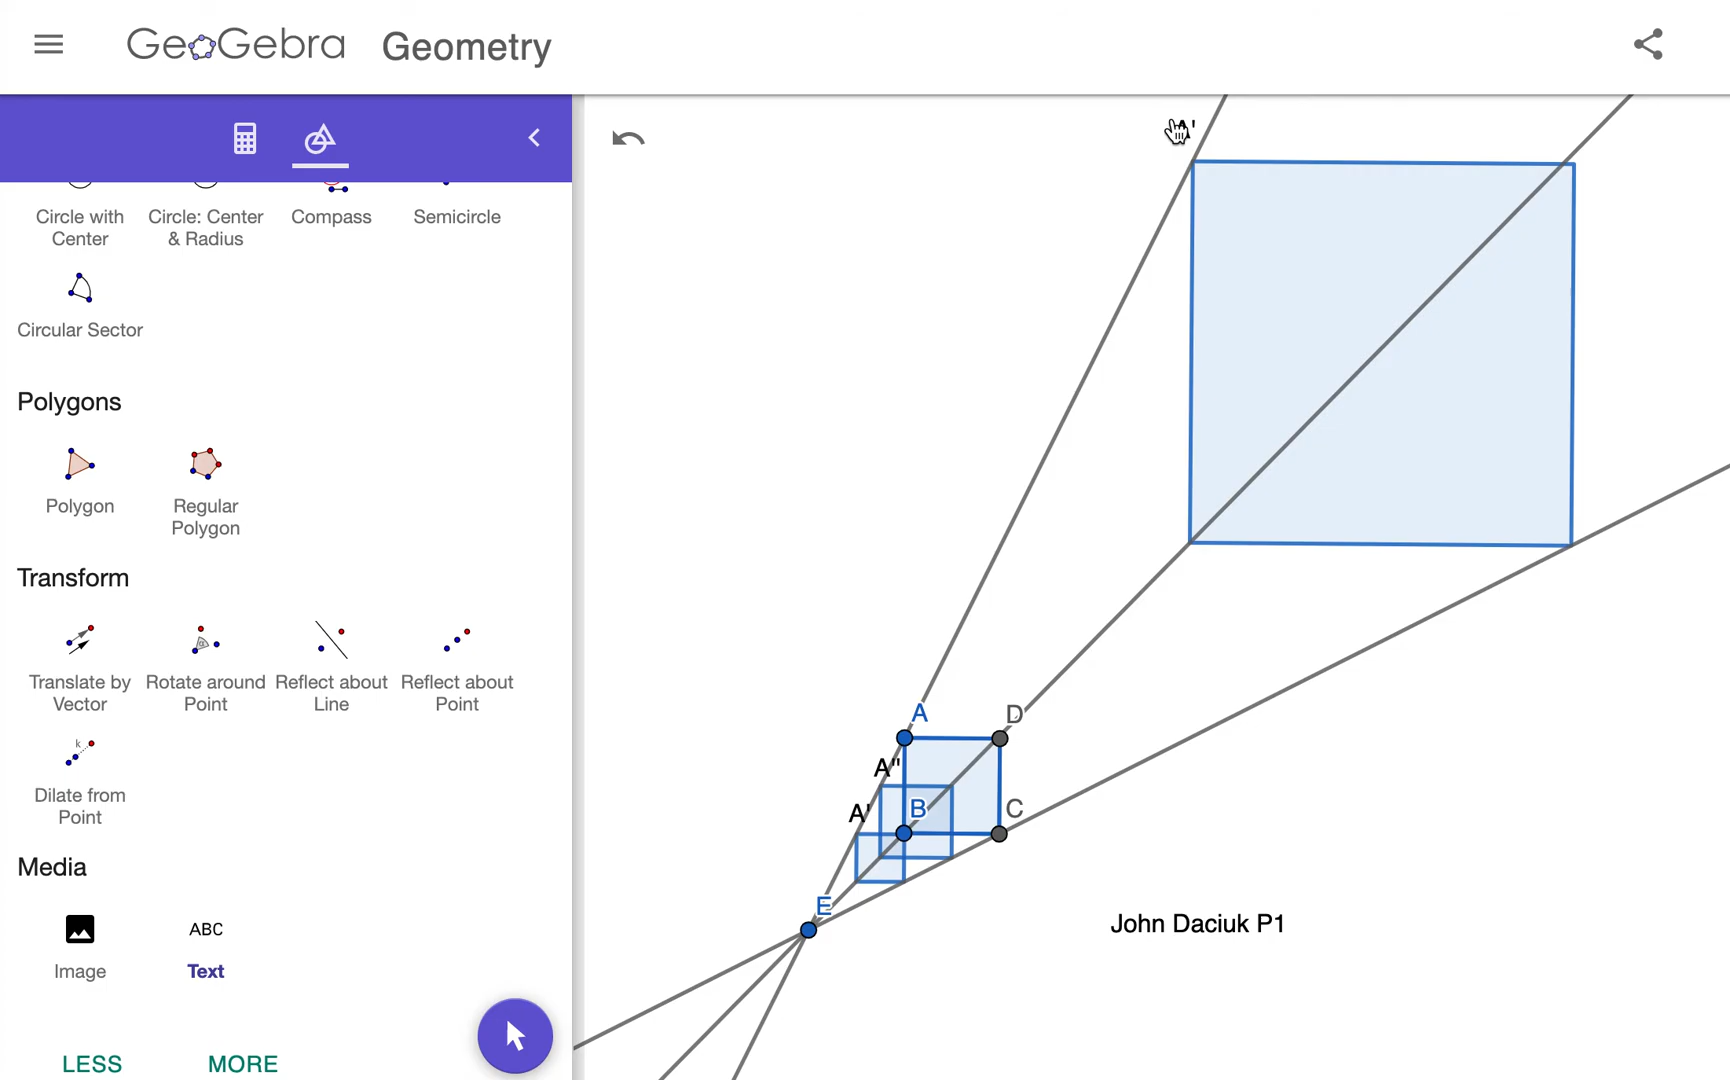 GeoGebra Geometry
Circle with
Center
Circle: Center
& Radius
Compass
Semicircle
Circular Sector
Polygons
Polygon
Regular
Polygon
Transform
Translate by
Vector
Rotate around
Point
Reflect about
Line
Reflect about
Point
k
Dilate from
Point
Media
Image
ABC
Text
LESS
MORE
A
D
A"
A'
B
C
E
John Daciuk P1